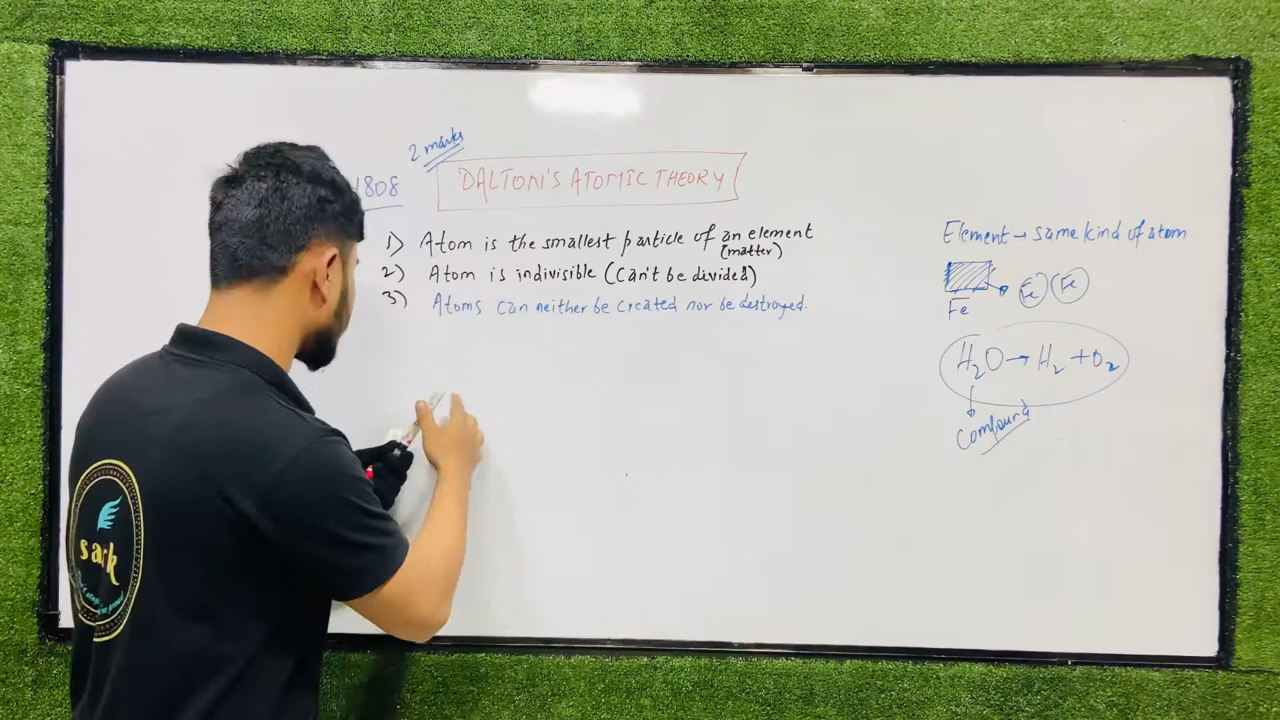 2 marks
1808
DALTON'S ATOMIC THEORY
1) Atom is the smallest particle of an element
(matter)
2) Atom is indivisible (Can't be divided)
3) Atoms can neither be created nor be destroyed.
Element → same kind of atom
Fe Fe
Fe
H₂O → H₂ + O₂
Compound
sark